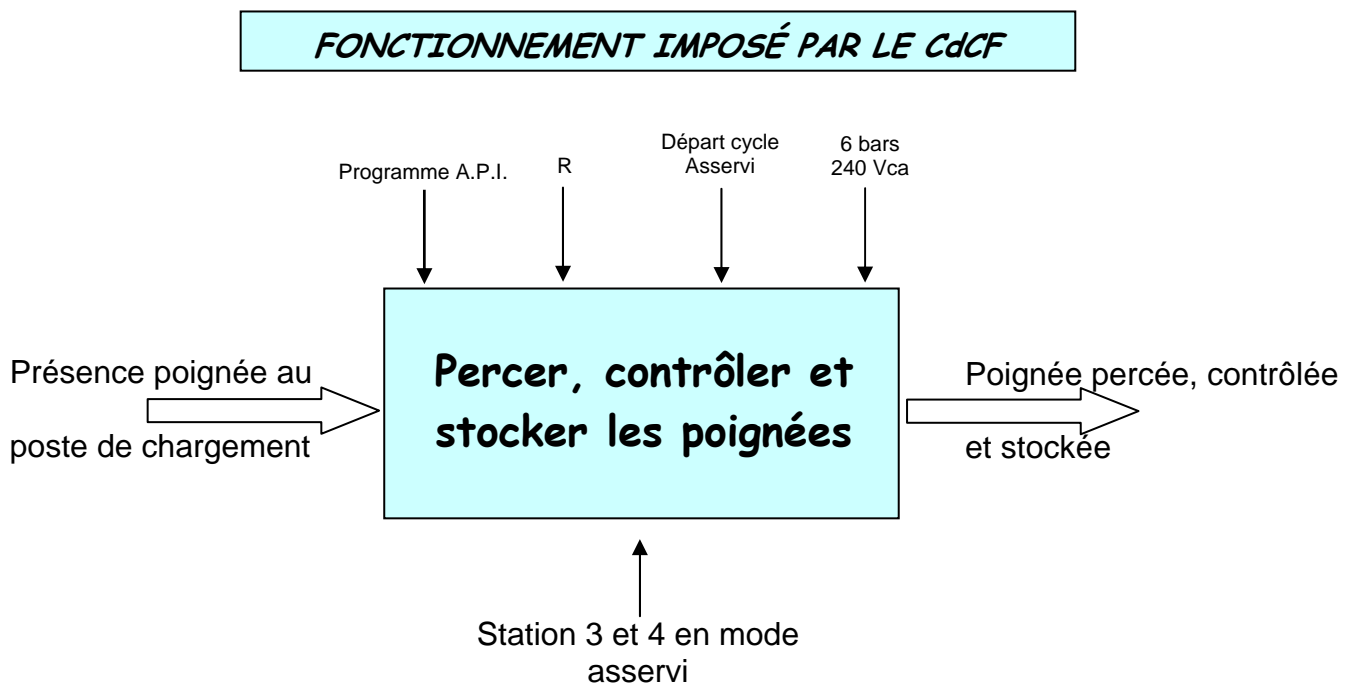 FONCTIONNEMENT IMPOSÉ PAR LE CdCF
Programme A.P.I.
R
Départ cycle
Asservi
6 bars
240 Vca
Présence poignée au
poste de chargement
Percer, contrôler et
stocker les poignées
Poignée percée, contrôlée
et stockée
Station 3 et 4 en mode
asservi